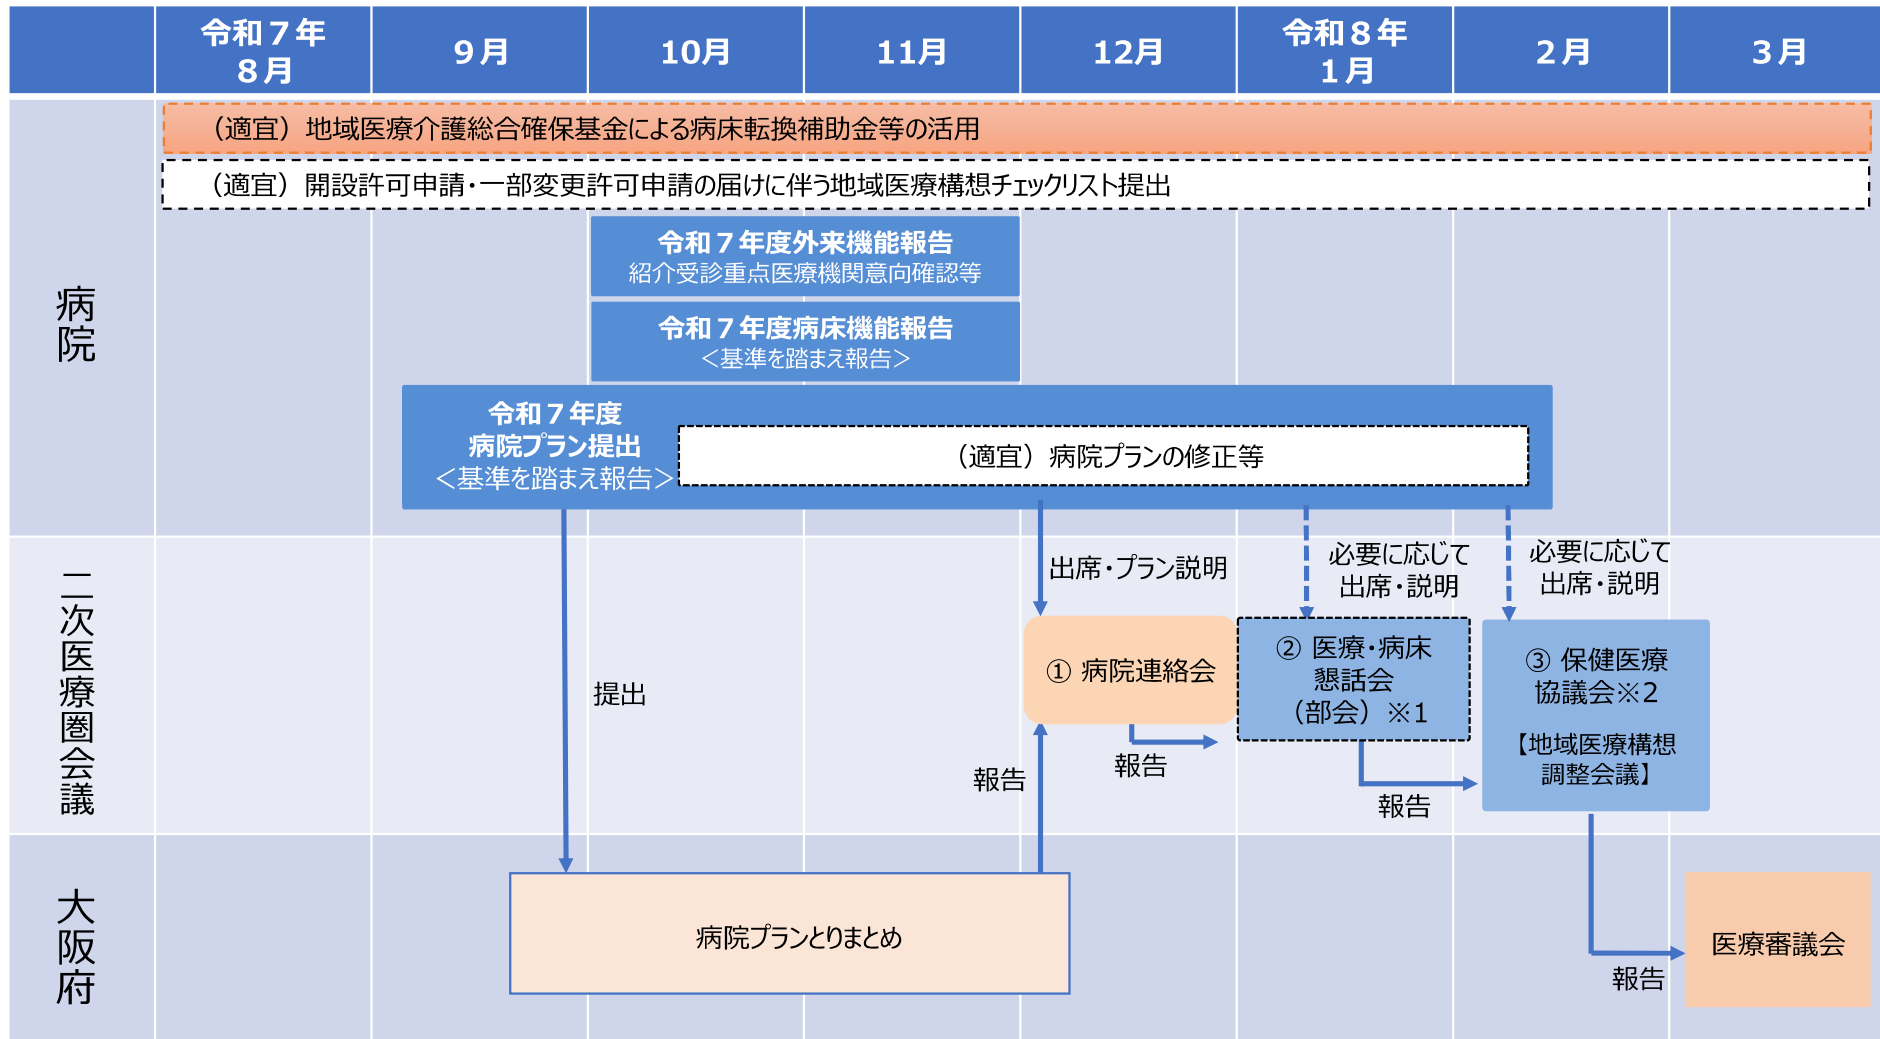 令和７年
８月
９月
10月
11月
12月
令和８年
１月
２月
３月
病院
（適宜）地域医療介護総合確保基金による病床転換補助金等の活用
（適宜）開設許可申請・一部変更許可申請の届けに伴う地域医療構想チェックリスト提出
令和７年度外来機能報告
紹介受診重点医療機関意向確認等
令和７年度病床機能報告
＜基準を踏まえ報告＞
令和７年度
病院プラン提出
＜基準を踏まえ報告＞
（適宜）病院プランの修正等
二次医療圏会議
提出
出席・プラン説明
必要に応じて
出席・説明
必要に応じて
出席・説明
① 病院連絡会
② 医療・病床
懇話会
（部会）※1
③ 保健医療
協議会※2
【地域医療構想
調整会議】
報告
報告
報告
大阪府
病院プランとりまとめ
医療審議会
報告